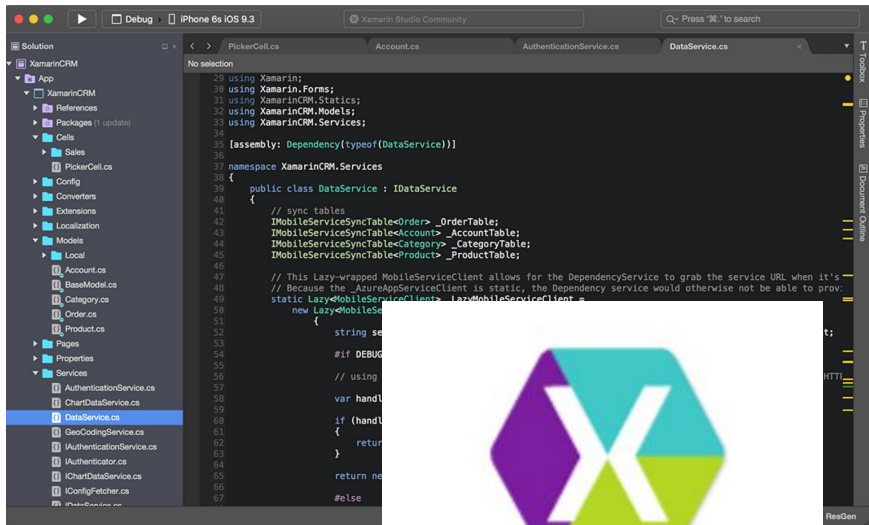 Debug
iPhone 6s iOS 9.3
Xamarin Studio Community
Press '⌘.' to search
Solution
XamarinCRM
App
XamarinCRM
References
Packages (1 update)
Cells
Sales
PickerCell.cs
Config
Converters
Extensions
Localization
Models
Local
Account.cs
BaseModel.cs
Category.cs
Order.cs
Product.cs
Pages
Properties
Services
AuthenticationService.cs
ChartDataService.cs
DataService.cs
GeoCodingService.cs
IAuthenticationService.cs
IAuthenticator.cs
IChartDataService.cs
IConfigFetcher.cs
IDataService.cs
PickerCell.cs
Account.cs
AuthenticationService.cs
DataService.cs
No selection
29 using Xamarin;
30 using Xamarin.Forms;
31 using XamarinCRM.Statics;
32 using XamarinCRM.Models;
33 using XamarinCRM.Services;
34
35 [assembly: Dependency(typeof(DataService))]
36
37 namespace XamarinCRM.Services
38 {
39 public class DataService : IDataService
40 {
41 // sync tables
42 IMobileServiceSyncTable<Order> _OrderTable;
43 IMobileServiceSyncTable<Account> _AccountTable;
44 IMobileServiceSyncTable<Category> _CategoryTable;
45 IMobileServiceSyncTable<Product> _ProductTable;
46
47 // This Lazy-wrapped MobileServiceClient allows for the DependencyService to grab the service URL when it's
48 // Because the _AzureAppServiceClient is static, the Dependency service would otherwise not be able to provi
49 static Lazy<MobileServiceClient> _LazyMobileServiceClient =
50 new Lazy<MobileSe
51 {
52 string se t;
53
54 #if DEBUG
55
56 // using HTTP
57
58 var handl
59
60 if (handl
61 {
62 retur
63 }
64
65 return ne
66
67 #else
Toolbox
Properties
Document Outline
ResGen